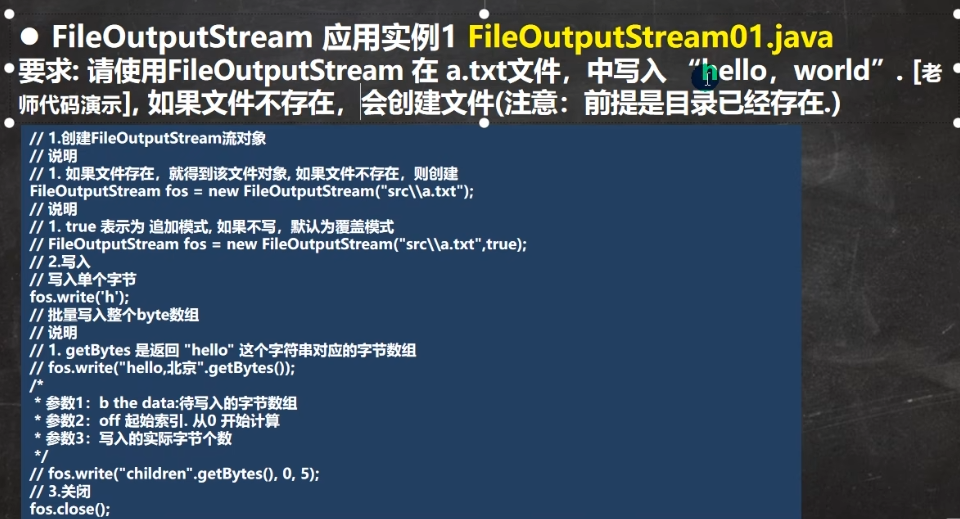 ● FileOutputStream 应用实例1 FileOutputStream01.java
要求: 请使用FileOutputStream 在 a.txt文件，中写入 “hello，world”. [老
师代码演示], 如果文件不存在，会创建文件(注意：前提是目录已经存在.)
// 1.创建FileOutputStream流对象
// 说明
// 1. 如果文件存在，就得到该文件对象, 如果文件不存在，则创建
FileOutputStream fos = new FileOutputStream("src\\a.txt");
// 说明
// 1. true 表示为 追加模式, 如果不写，默认为覆盖模式
// FileOutputStream fos = new FileOutputStream("src\\a.txt",true);
// 2.写入
// 写入单个字节
fos.write('h');
// 批量写入整个byte数组
// 说明
// 1. getBytes 是返回 "hello" 这个字符串对应的字节数组
// fos.write("hello,北京".getBytes());
/*
* 参数1：b the data:待写入的字节数组
* 参数2：off 起始索引. 从0 开始计算
* 参数3：写入的实际字节个数
*/
// fos.write("children".getBytes(), 0, 5);
// 3.关闭
fos.close();